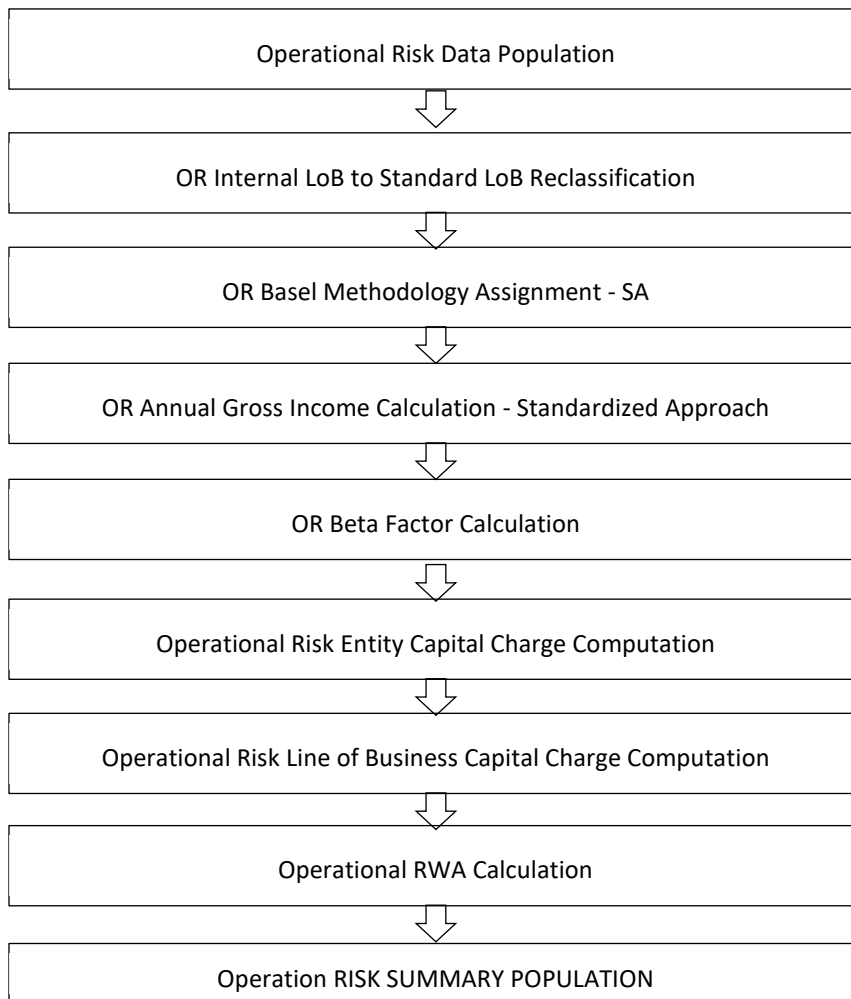 Operational Risk Data Population
OR Internal LoB to Standard LoB Reclassification
OR Basel Methodology Assignment - SA
OR Annual Gross Income Calculation - Standardized Approach
OR Beta Factor Calculation
Operational Risk Entity Capital Charge Computation
Operational Risk Line of Business Capital Charge Computation
Operational RWA Calculation
Operation RISK SUMMARY POPULATION